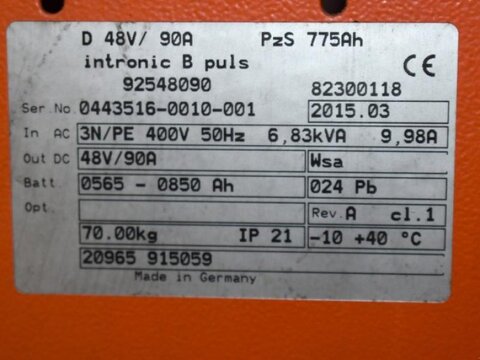 D 48V/ 90A PzS 775Ah
intronic B puls CE
92548090 82300118
Ser.No 0443516-0010-001 2015.03
In AC 3N/PE 400V 50Hz 6,83kVA 9,98A
Out DC 48V/90A Wsa
Batt. 0565 - 0850 Ah 024 Pb
Opt. Rev.A cl.1
70.00kg IP 21 -10 +40 °C
20965 915059
Made in Germany